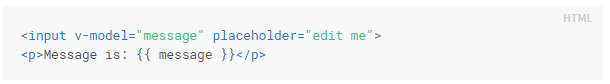 HTML
<input v-model="message" placeholder="edit me">
<p>Message is: {{ message }}</p>